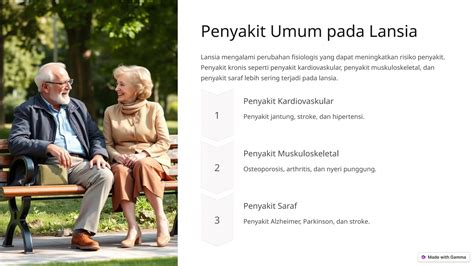 Penyakit Umum pada Lansia
Lansia mengalami perubahan fisiologis yang dapat meningkatkan risiko penyakit.
Penyakit kronis seperti penyakit kardiovaskular, penyakit muskuloskeletal, dan
penyakit saraf lebih sering terjadi pada lansia.
1
Penyakit Kardiovaskular
Penyakit jantung, stroke, dan hipertensi.
2
Penyakit Muskuloskeletal
Osteoporosis, arthritis, dan nyeri punggung.
3
Penyakit Saraf
Penyakit Alzheimer, Parkinson, dan stroke.
Made with Gamma